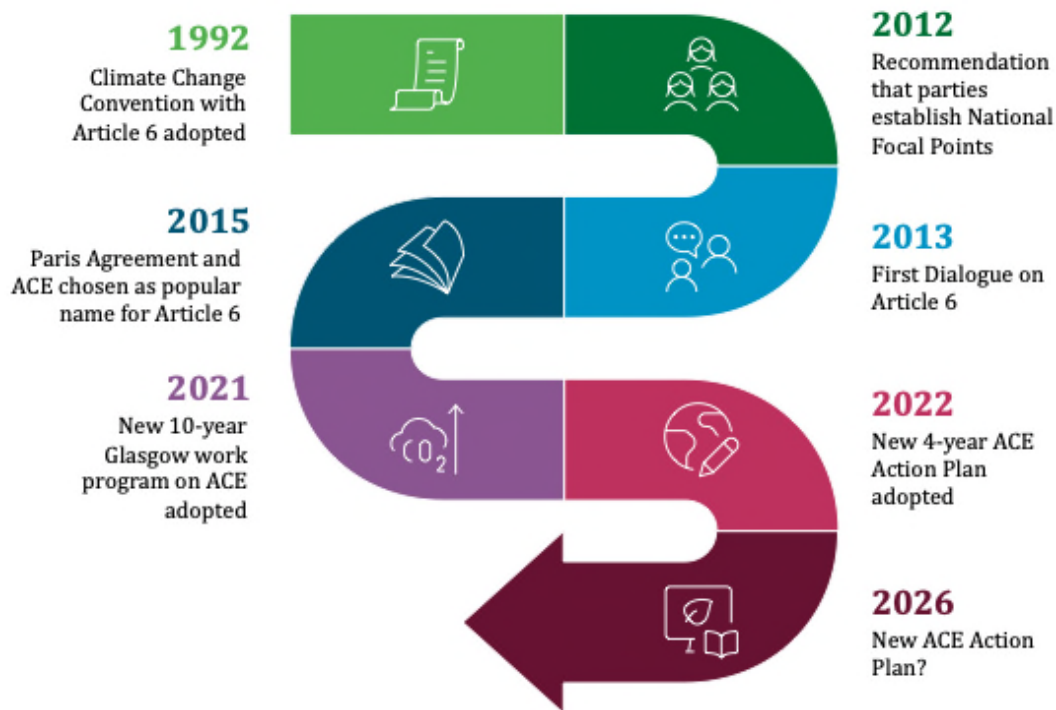 1992
Climate Change
Convention with
Article 6 adopted
2012
Recommendation
that parties
establish National
Focal Points
2013
First Dialogue on
Article 6
2015
Paris Agreement and
ACE chosen as popular
name for Article 6
2021
New 10-year
Glasgow work
program on ACE
adopted
CO2
2022
New 4-year ACE
Action Plan
adopted
2026
New ACE Action
Plan?